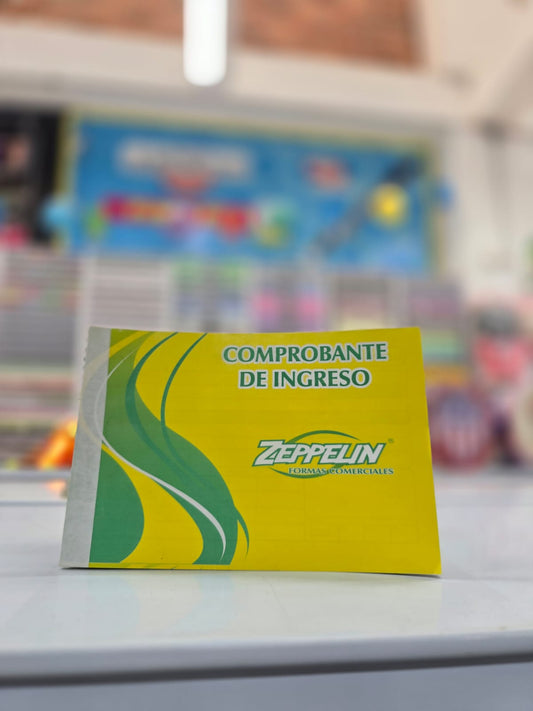 COMPROBANTE
DE INGRESO
ZEPPELIN®
FORMAS COMERCIALES